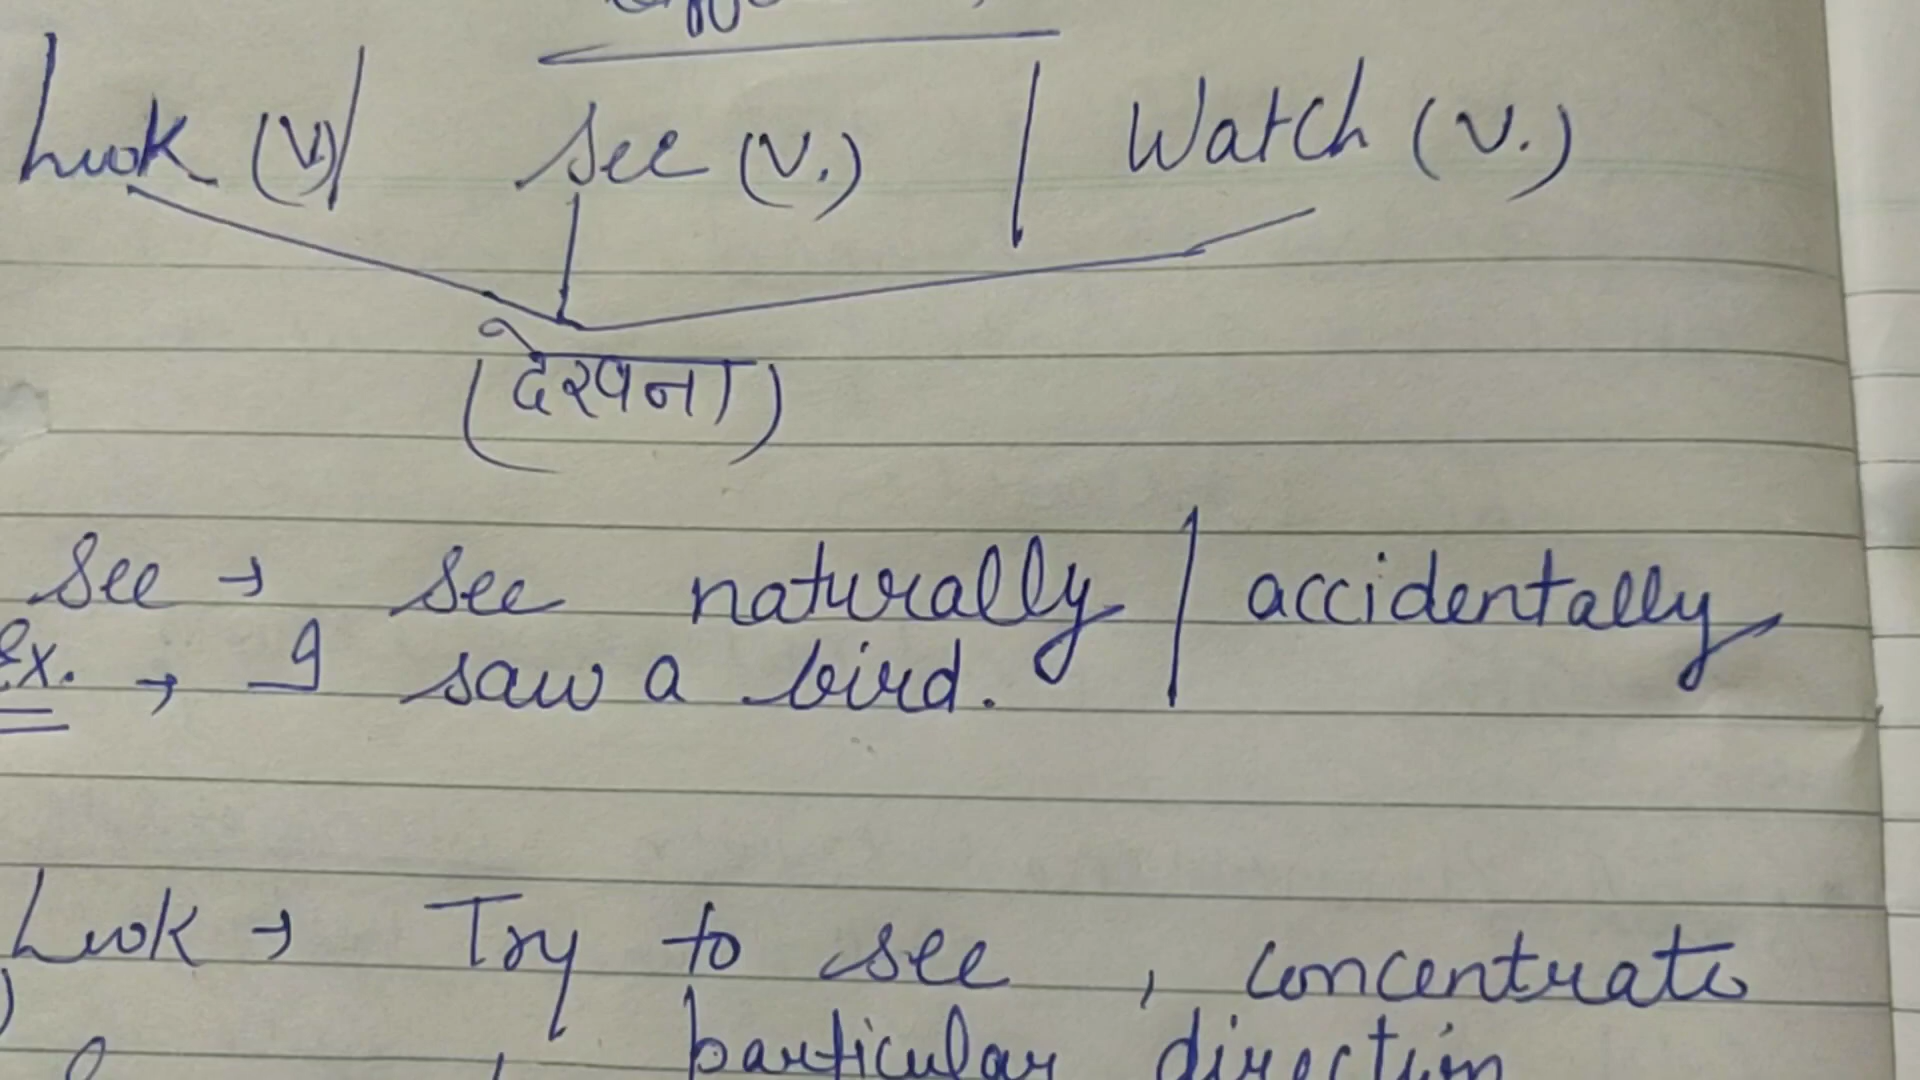 Look (V.) | See (V.) | Watch (V.)
(देखना)
See → See naturally | accidentally
Ex. → I saw a bird.
Look → Try to see , concentrate
particular direction